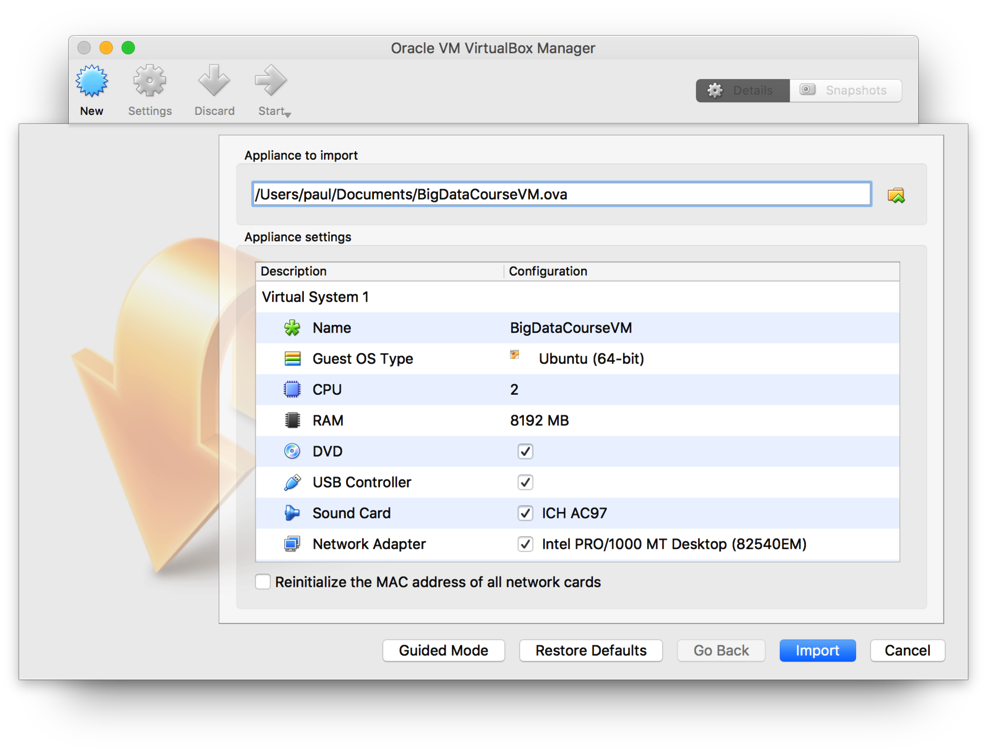 Oracle VM VirtualBox Manager
New
Settings
Discard
Start
Details
Snapshots
Appliance to import
/Users/paul/Documents/BigDataCourseVM.ova
Appliance settings
Description Configuration
Virtual System 1
Name BigDataCourseVM
Guest OS Type Ubuntu (64-bit)
CPU 2
RAM 8192 MB
DVD
USB Controller
Sound Card ICH AC97
Network Adapter Intel PRO/1000 MT Desktop (82540EM)
Reinitialize the MAC address of all network cards
Guided Mode
Restore Defaults
Go Back
Import
Cancel